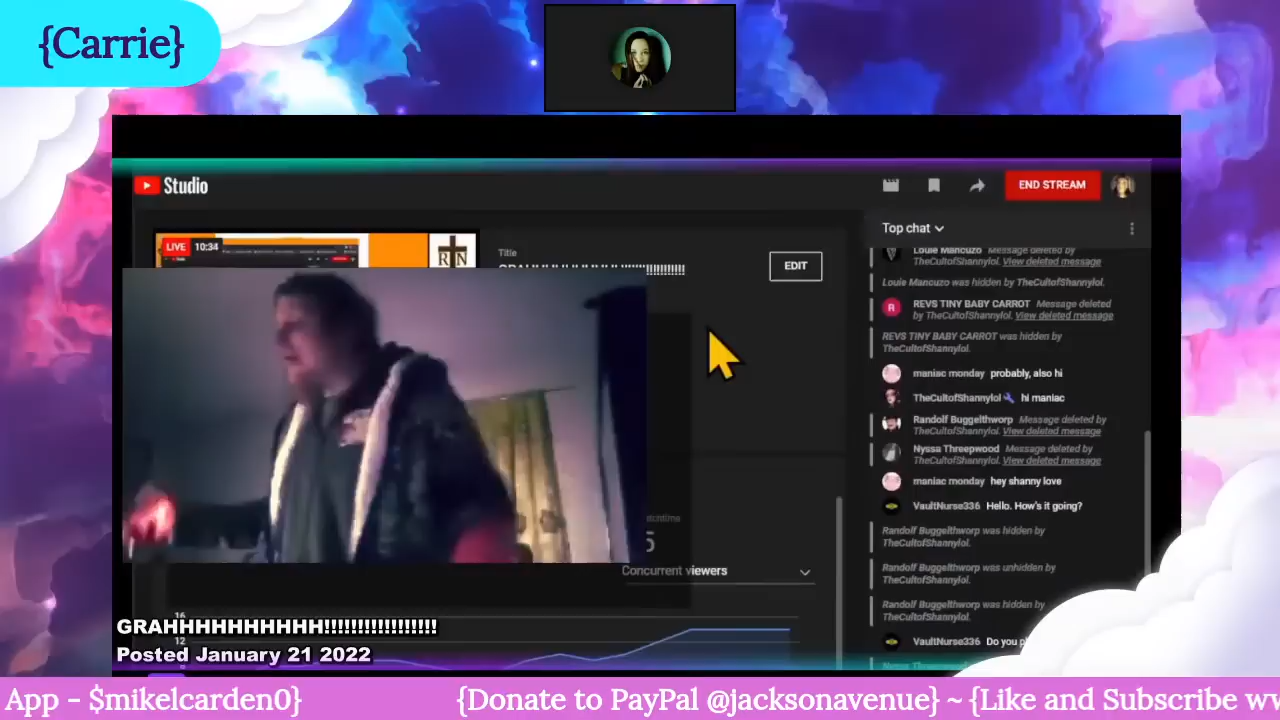 {Carrie}
Studio
END STREAM
LIVE 10:34
R N
Title
EDIT
Top chat
Louie Mancuzo Message deleted by
TheCultofShannylol. View deleted message
Louie Mancuzo was hidden by TheCultofShannylol.
R
REVS TINY BABY CARROT Message deleted
by TheCultofShannylol. View deleted message
REVS TINY BABY CARROT was hidden by
TheCultofShannylol.
maniac monday probably, also hi
TheCultofShannylol hi maniac
Randolf Buggelthworp Message deleted by
TheCultofShannylol. View deleted message
Nyssa Threepwood Message deleted by
TheCultofShannylol. View deleted message
maniac monday hey shanny love
VaultNurse336 Hello. How's it going?
Randolf Buggelthworp was hidden by
TheCultofShannylol.
Randolf Buggelthworp was unhidden by
TheCultofShannylol.
Randolf Buggelthworp was hidden by
TheCultofShannylol.
VaultNurse336 Do you
Concurrent viewers
16
12
GRAHHHHHHHHHH!!!!!!!!!!!!!!!!!
Posted January 21 2022
App - $mikelcarden0} {Donate to PayPal @jacksonavenue} ~ {Like and Subscribe